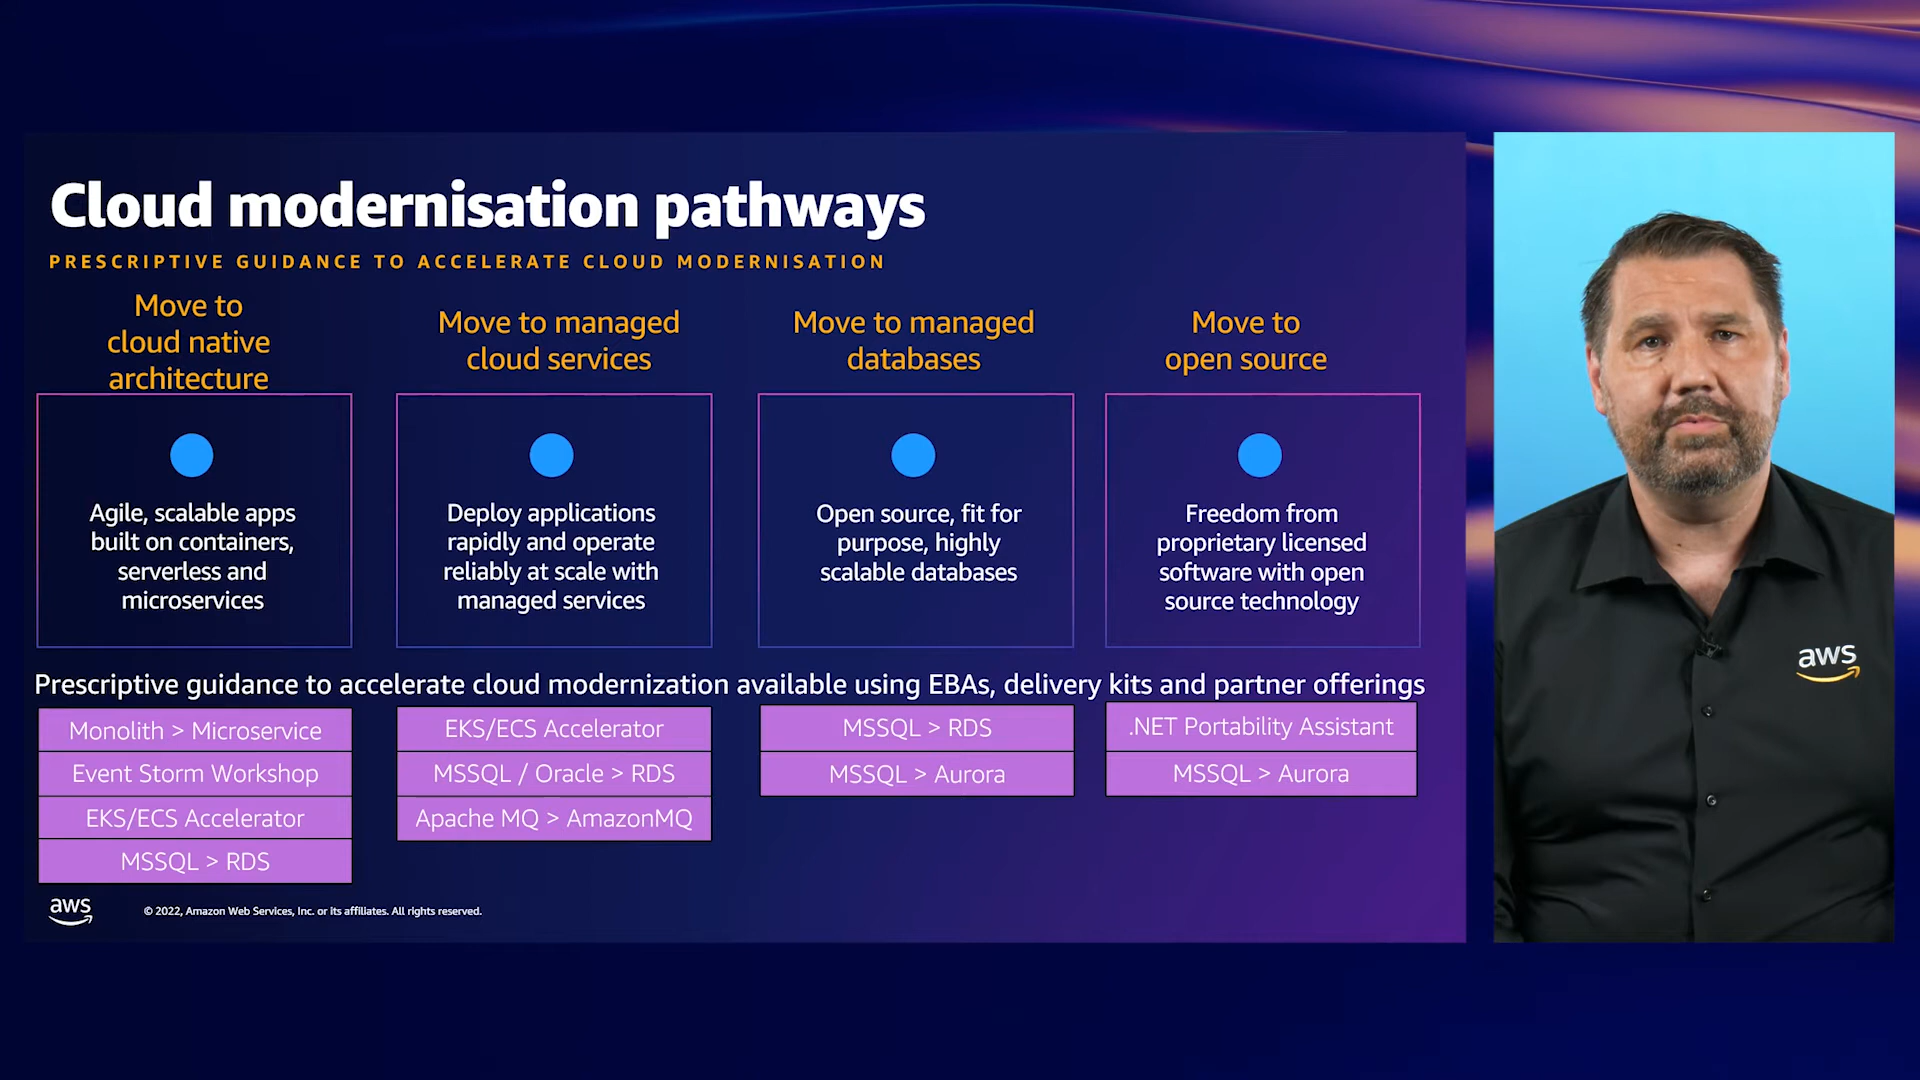 Cloud modernisation pathways
PRESCRIPTIVE GUIDANCE TO ACCELERATE CLOUD MODERNISATION
Move to
cloud native
architecture
Agile, scalable apps
built on containers,
serverless and
microservices
Move to managed
cloud services
Deploy applications
rapidly and operate
reliably at scale with
managed services
Move to managed
databases
Open source, fit for
purpose, highly
scalable databases
Move to
open source
Freedom from
proprietary licensed
software with open
source technology
Prescriptive guidance to accelerate cloud modernization available using EBAs, delivery kits and partner offerings
Monolith > Microservice
Event Storm Workshop
EKS/ECS Accelerator
MSSQL > RDS
EKS/ECS Accelerator
MSSQL / Oracle > RDS
Apache MQ > AmazonMQ
MSSQL > RDS
MSSQL > Aurora
.NET Portability Assistant
MSSQL > Aurora
aws
© 2022, Amazon Web Services, Inc. or its affiliates. All rights reserved.
aws